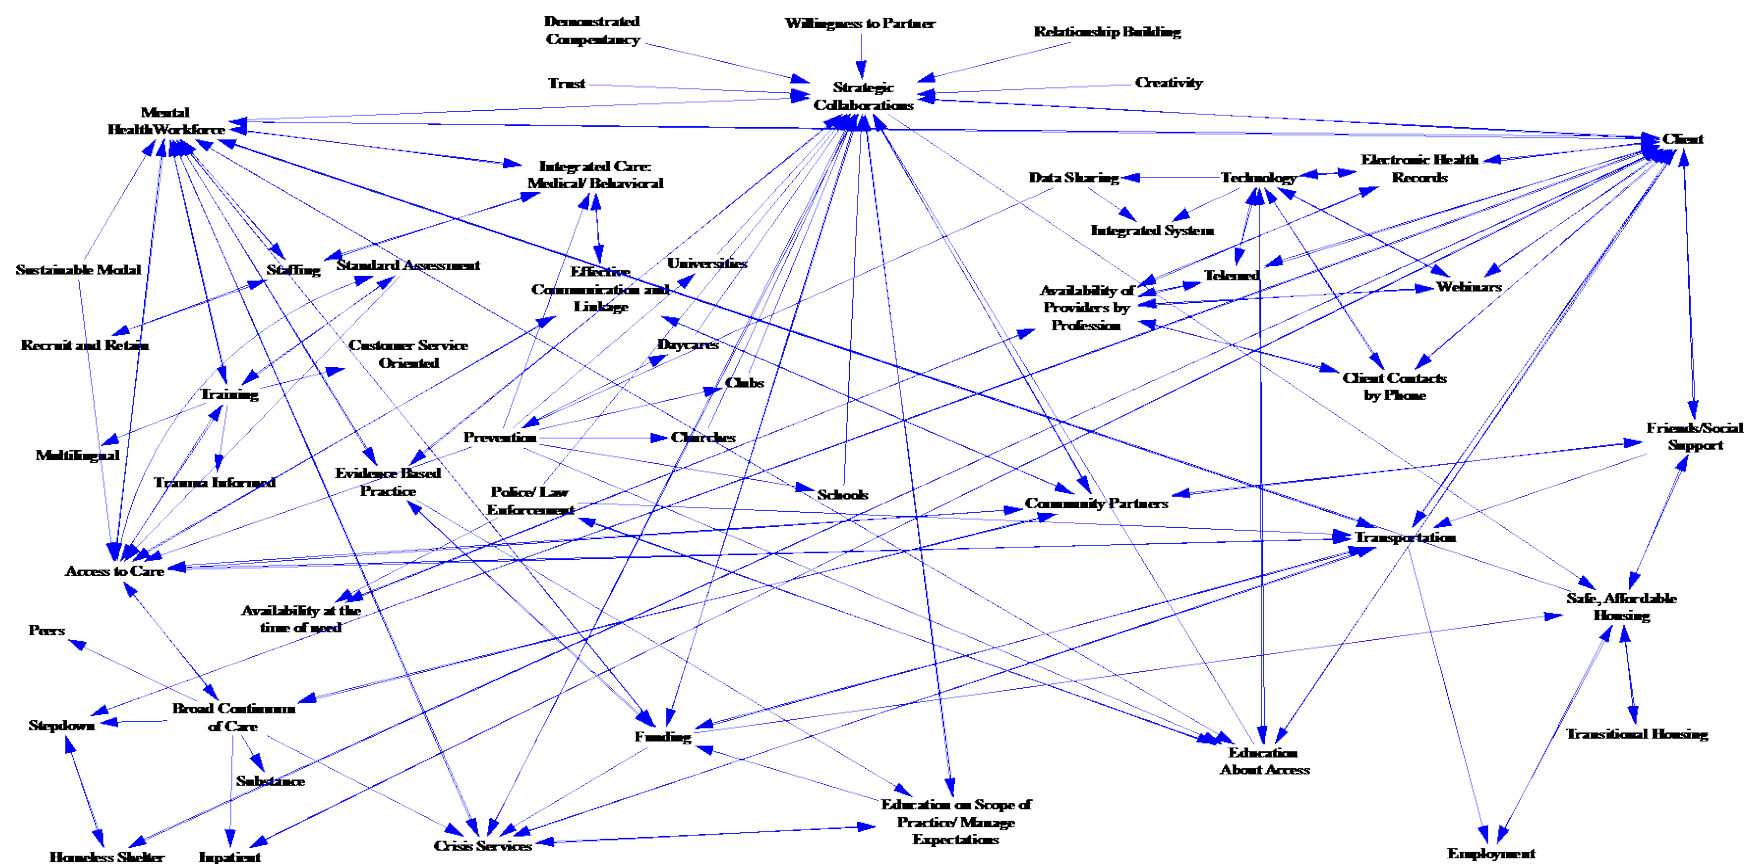 Demonstrated
Compentancy
Willingness to Partner
Relationship Building
Trust
Strategic
Collaborations
Creativity
Mental
HealthWorkforce
Client
Integrated Care:
Medical/ Behavioral
Data Sharing
Technology
Electronic Health
Records
Integrated System
Sustainable Modal
Staffing
Standard Assessment
Effective
Communication and
Linkage
Universities
Availability of
Providers by
Profession
Telemed
Webinars
Recruit and Retain
Customer Service
Oriented
Daycares
Clubs
Client Contacts
by Phone
Training
Multilingual
Trauma Informed
Prevention
Churches
Friends/Social
Support
Evidence Based
Practice
Police/ Law
Enforcement
Schools
Community Partners
Transportation
Access to Care
Availability at the
time of need
Safe, Affordable
Housing
Peers
Stepdown
Broad Continuum
of Care
Funding
Education
About Access
Transitional Housing
Substance
Education on Scope of
Practice/ Manage
Expectations
Homeless Shelter
Inpatient
Crisis Services
Employment